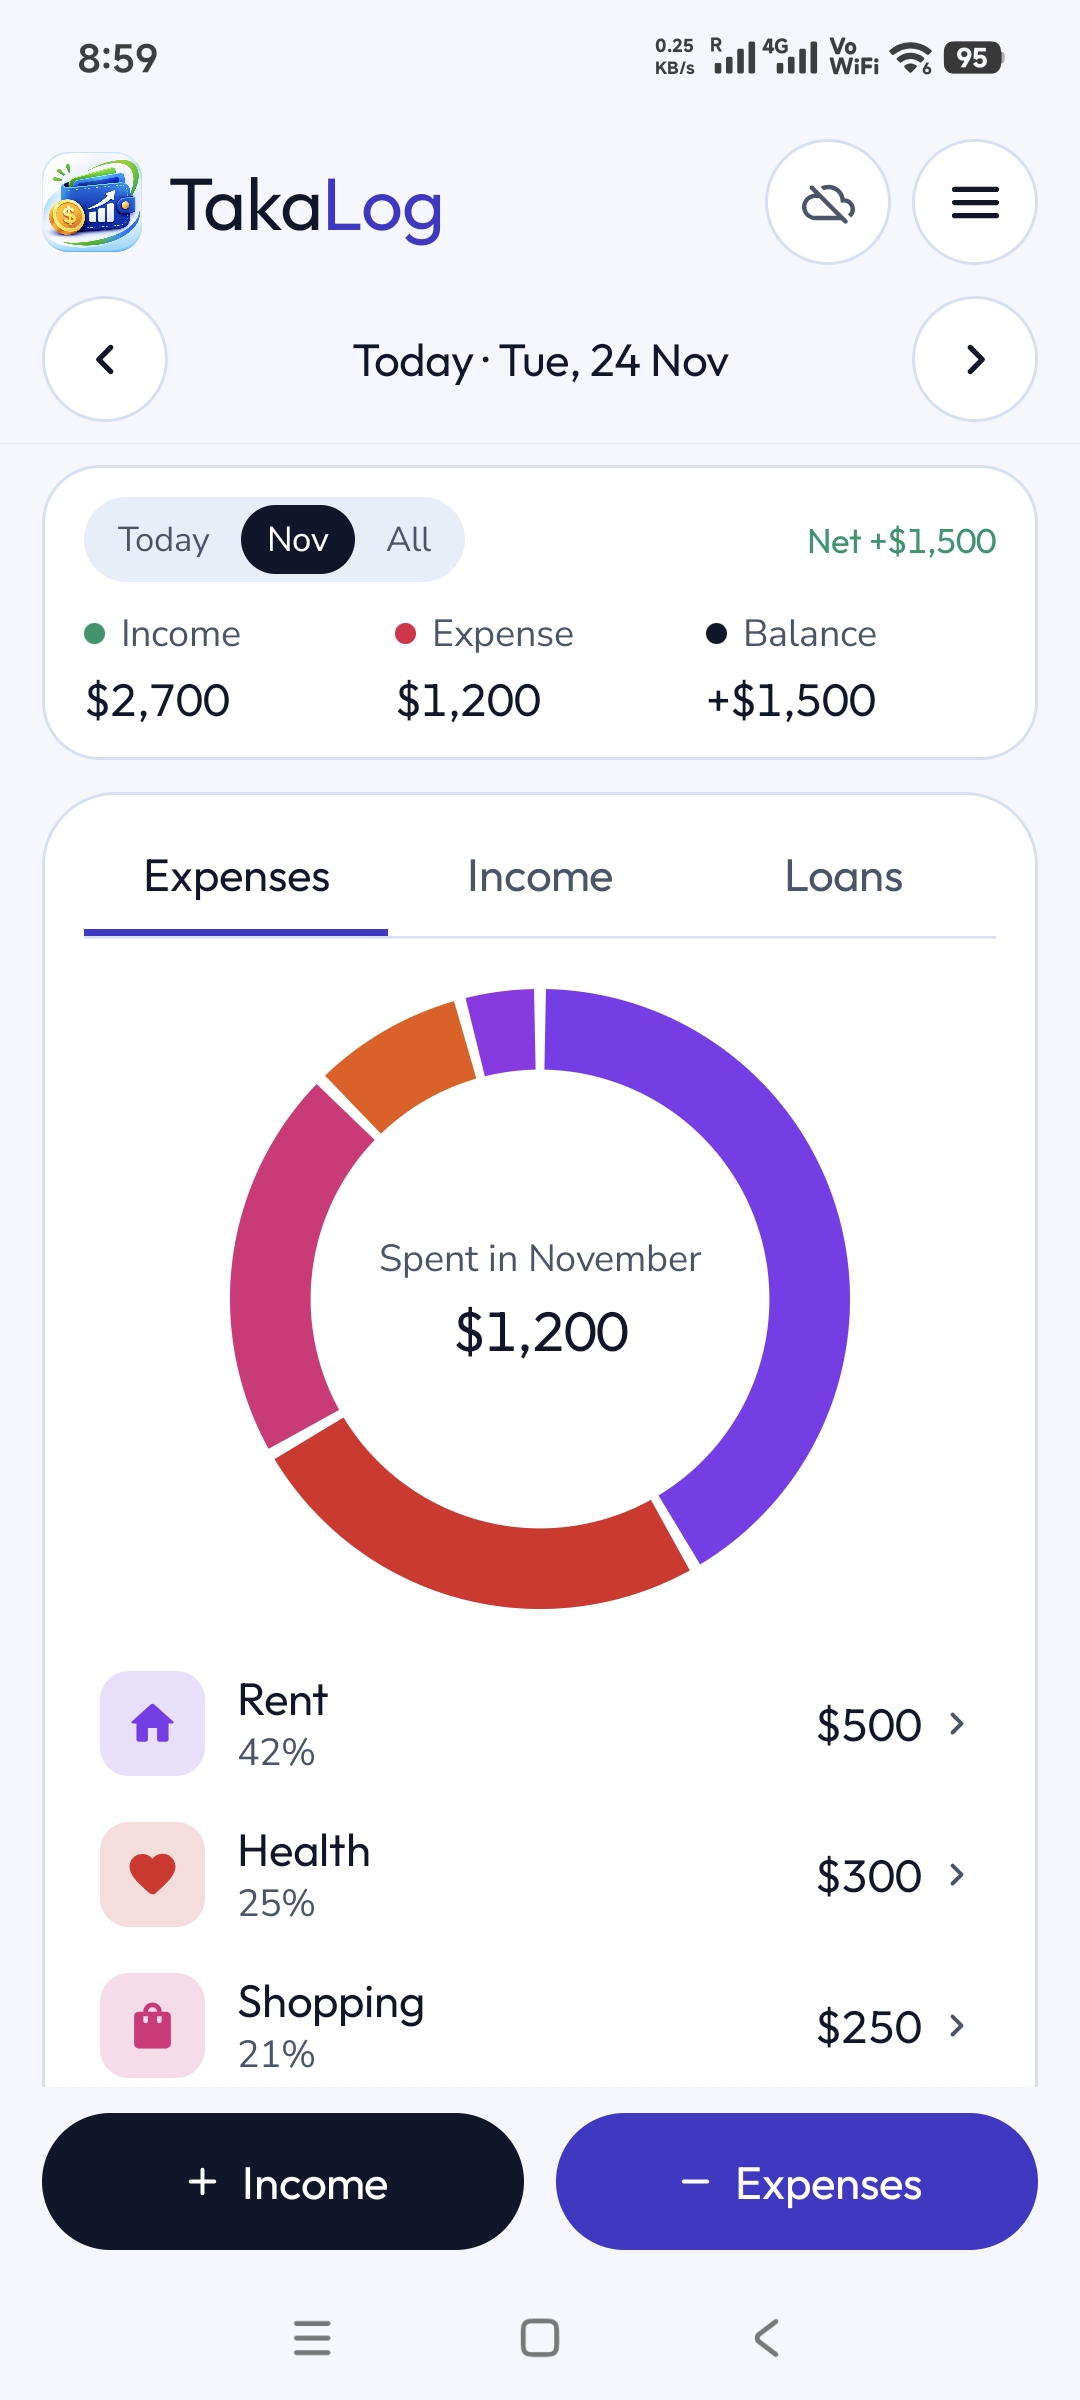 8:59
0.25 KB/s R 4G Vo WiFi 6 95
TakaLog
Today · Tue, 24 Nov
Today Nov All Net +$1,500
Income Expense Balance
$2,700 $1,200 +$1,500
Expenses Income Loans
Spent in November
$1,200
Rent
42%
$500
Health
25%
$300
Shopping
21%
$250
+ Income − Expenses